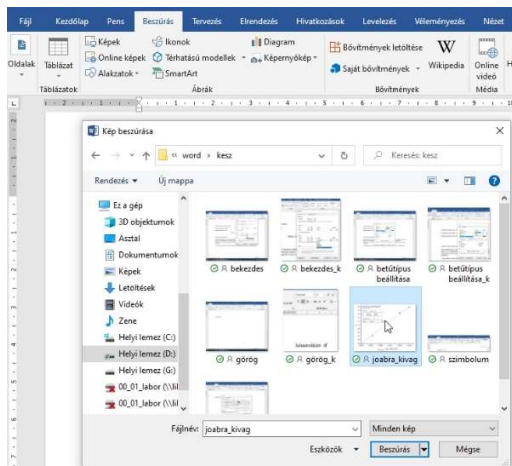 Fájl Kezdőlap Pens Beszúrás Tervezés Elrendezés Hivatkozások Levelezés Véleményezés Nézet
Képek Ikonok Diagram Bővítmények letöltése
Online képek Térhatású modellek Képernyőkép
Oldalak Táblázat Alakzatok SmartArt Saját bővítmények Wikipedia Online videó
Táblázatok Ábrák Bővítmények Média
Kép beszúrása
« word › kesz Keresés: kesz
Rendezés Új mappa
Ez a gép
3D objektumok
Asztal
Dokumentumok
Képek
Letöltések
Videók
Zene
Helyi lemez (C:)
Helyi lemez (D:)
Helyi lemez (G:)
00_01_labor (\\lil
00_01_labor (\\lil
bekezdes bekezdes_k betűtípus beállítása betűtípus beállítása_k
görög görög_k joabra_kivag szimbolum
Fájlnév: joabra_kivag Minden kép
Eszközök Beszúrás Mégse